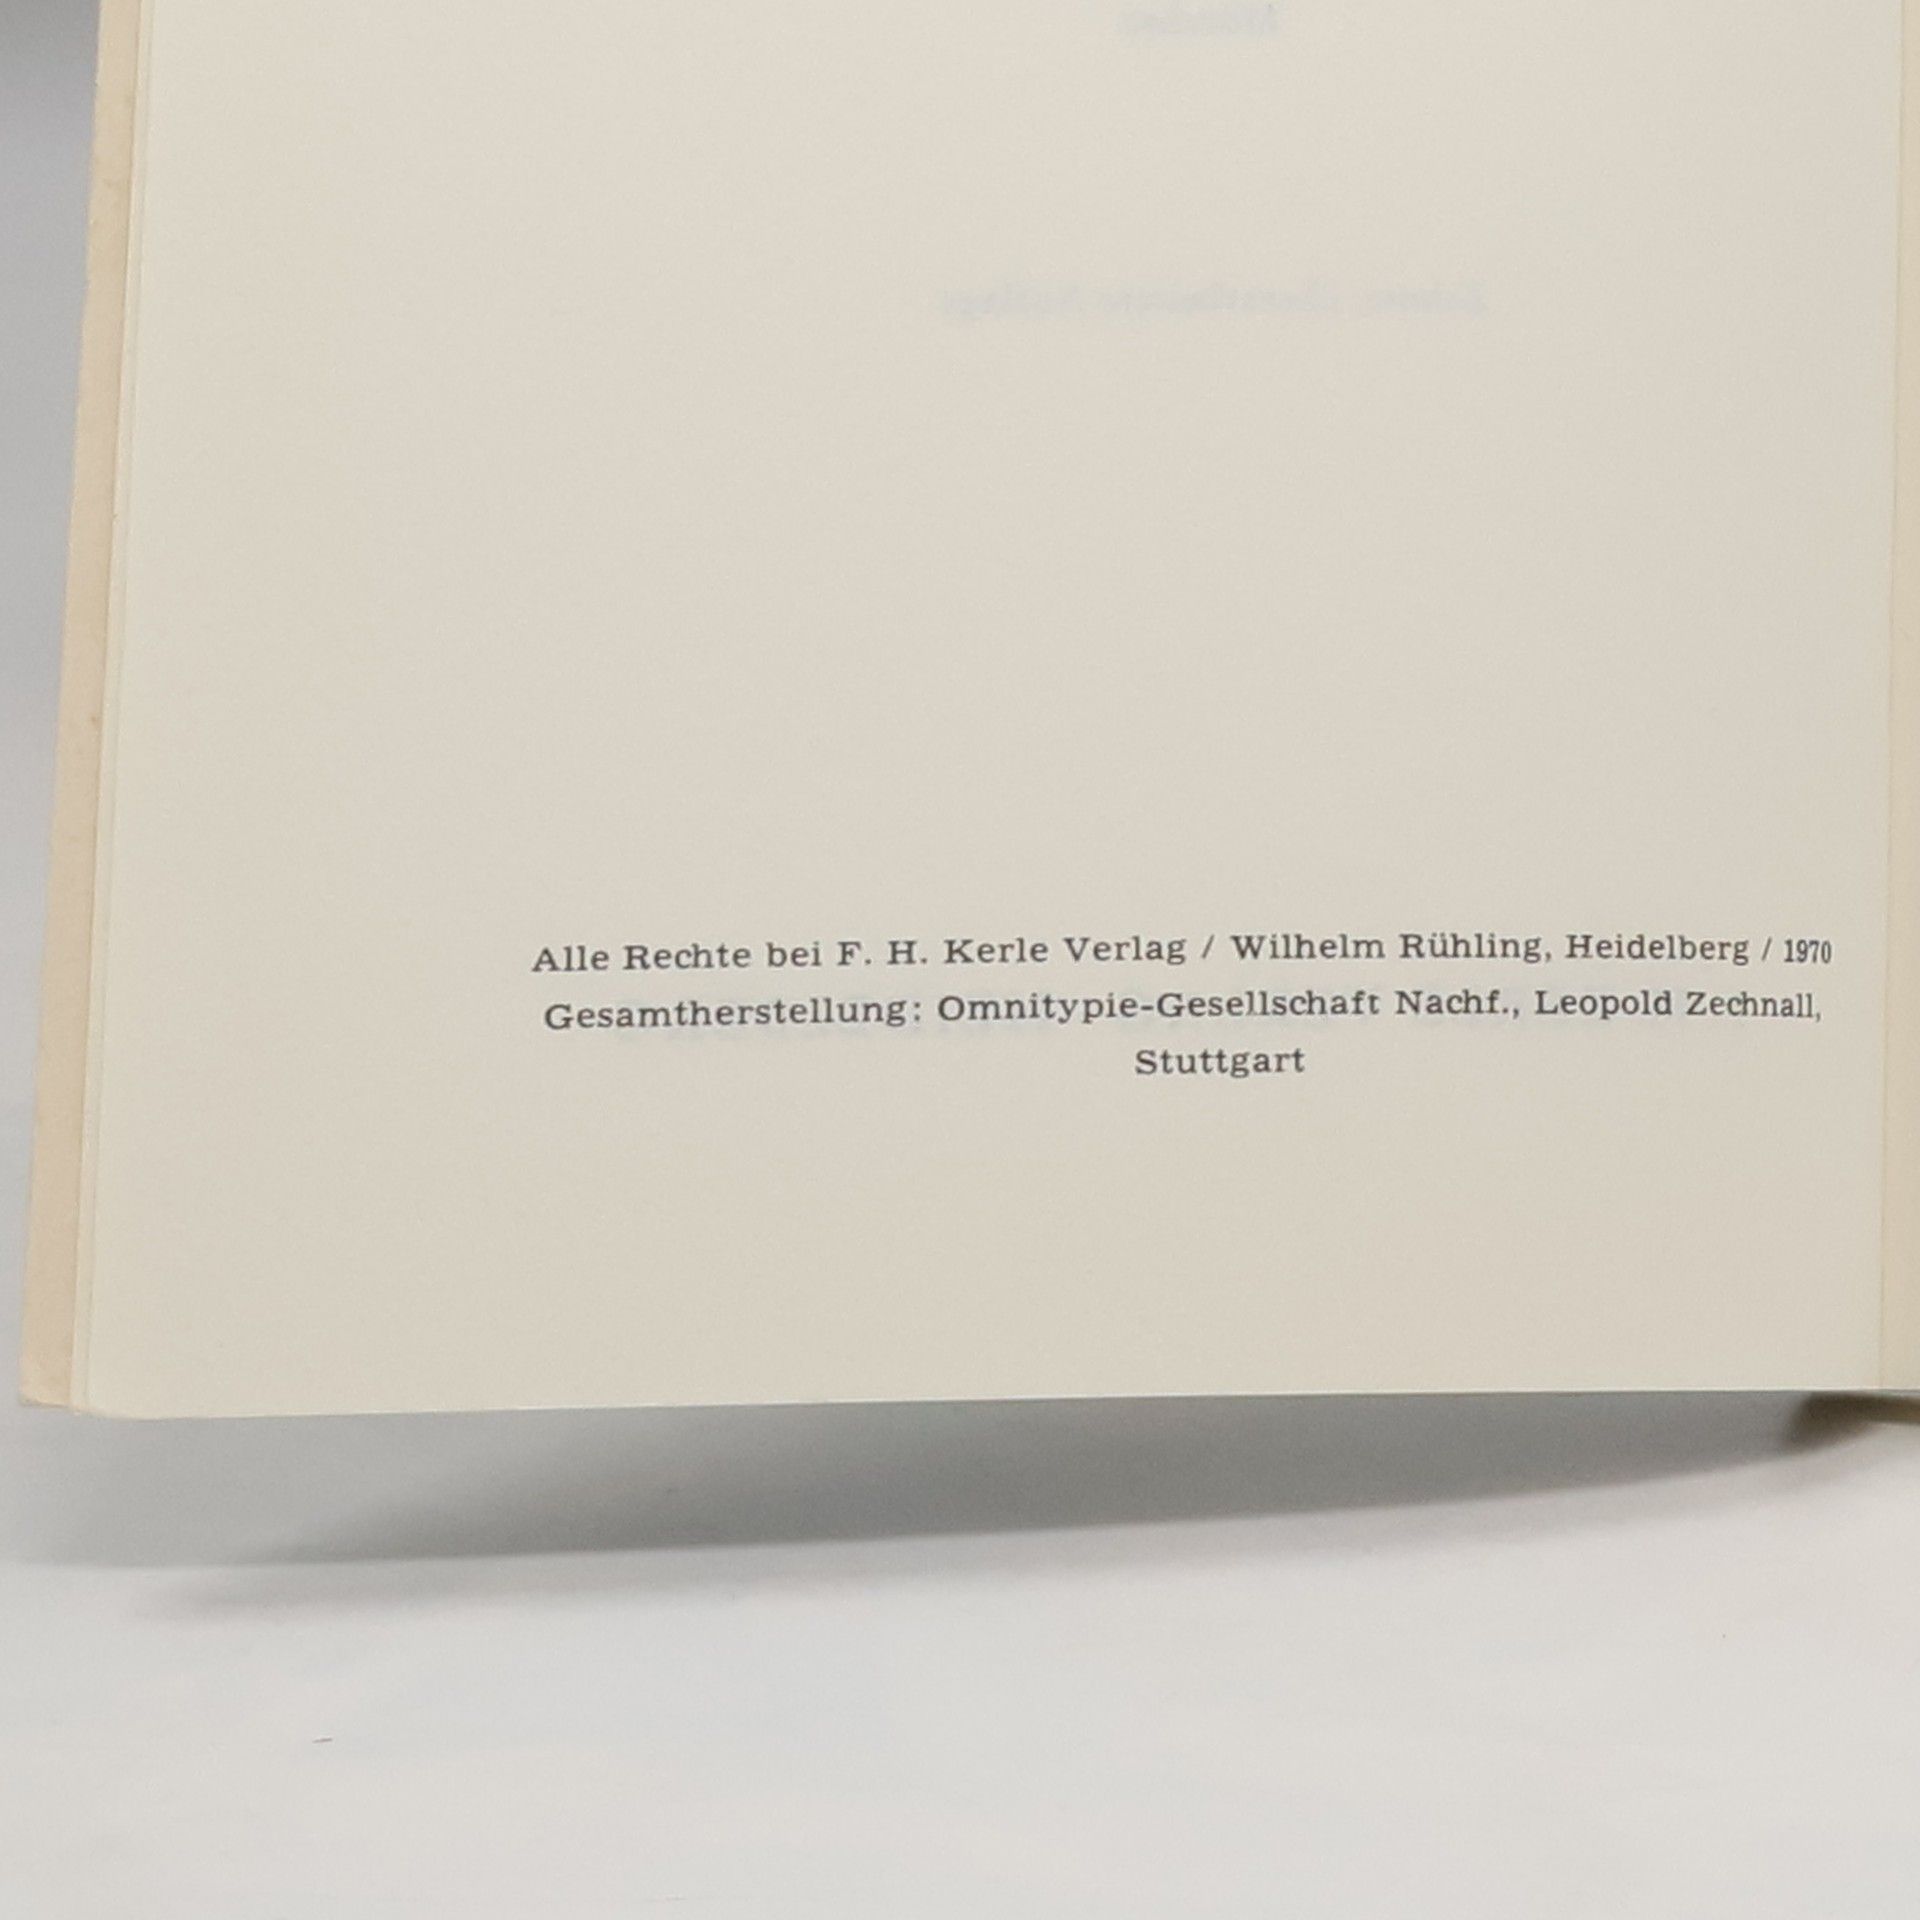 Alle Rechte bei F. H. Kerle Verlag / Wilhelm Rühling, Heidelberg / 1970
Gesamtherstellung: Omnitypie-Gesellschaft Nachf., Leopold Zechnall,
Stuttgart